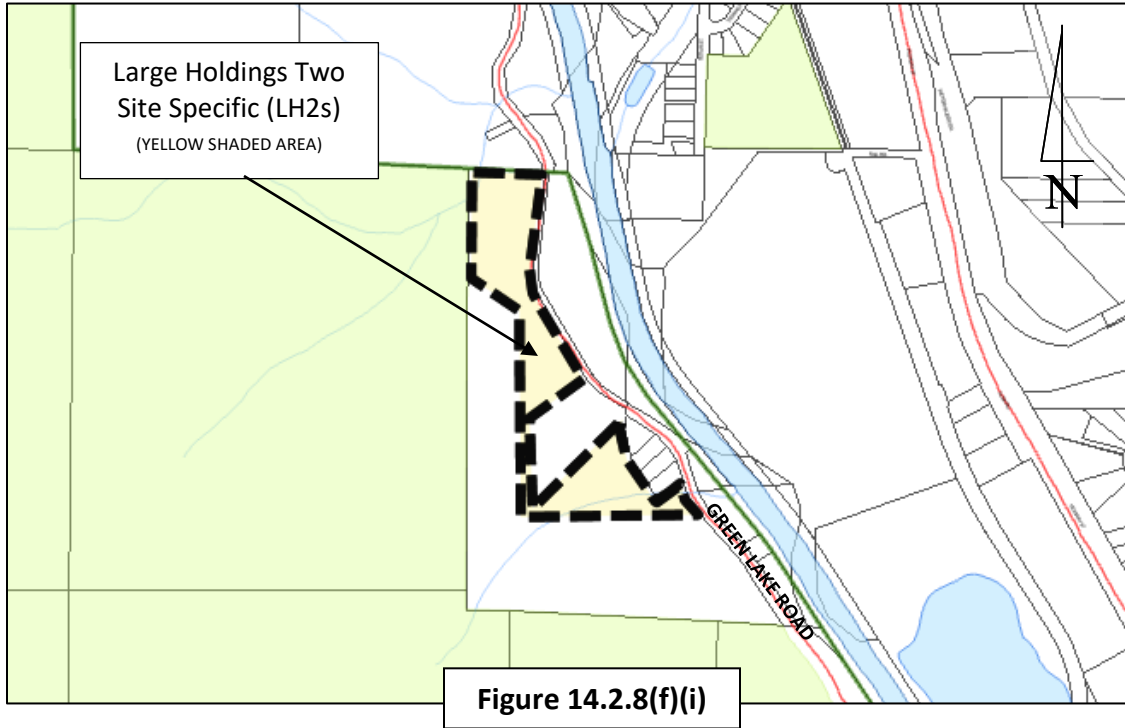 Large Holdings Two
Site Specific (LH2s)
(YELLOW SHADED AREA)
N
GREEN LAKE ROAD
Figure 14.2.8(f)(i)